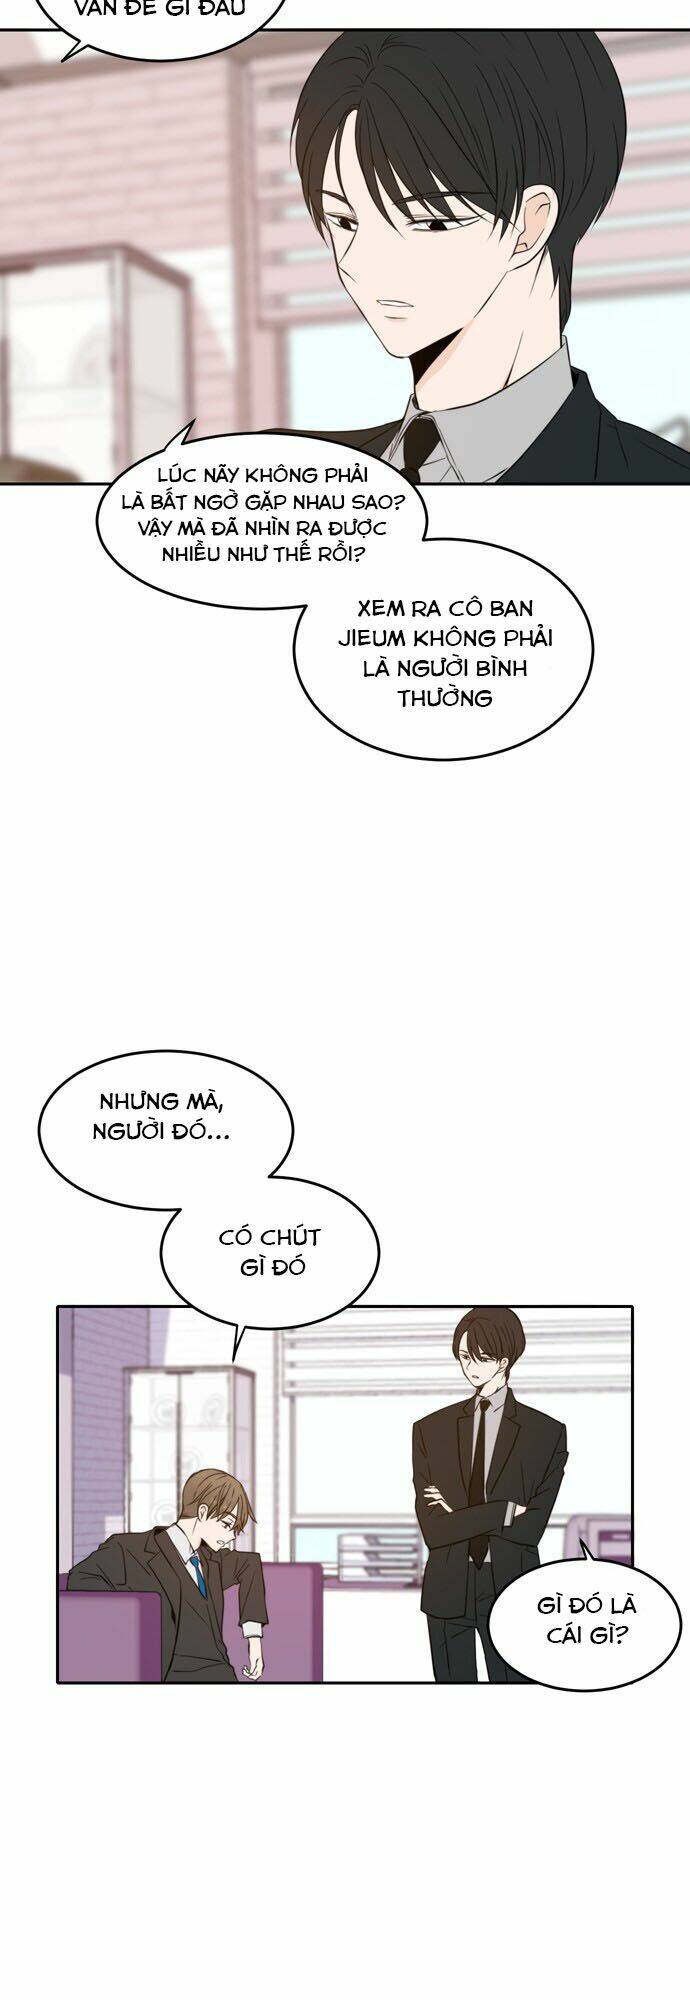 VẤN ĐỀ GÌ ĐÂU
LÚC NÃY KHÔNG PHẢI
LÀ BẤT NGỜ GẶP NHAU SAO?
VẬY MÀ ĐÃ NHÌN RA ĐƯỢC
NHIỀU NHƯ THẾ RỒI?
XEM RA CÔ BAN
JIEUM KHÔNG PHẢI
LÀ NGƯỜI BÌNH
THƯỜNG
NHƯNG MÀ,
NGƯỜI ĐÓ...
CÓ CHÚT
GÌ ĐÓ
GÌ ĐÓ LÀ
CÁI GÌ?